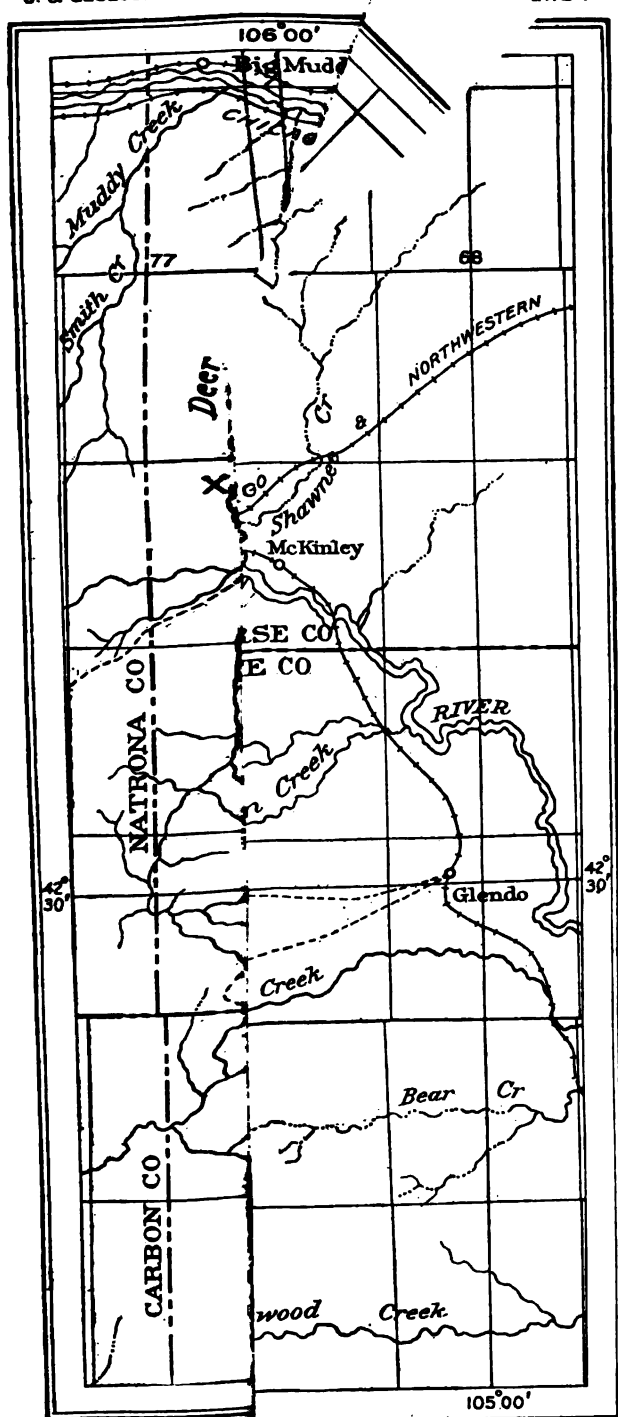 106°00'
Big Mudd
Muddy Creek
77
68
Smith Cr
NORTHWESTERN
Deer
Cr
&
GO
Shawnee
McKinley
RSE CO
E CO
NATRONA CO
RIVER
n Creek
42°
30'
42°
30'
Glendo
Creek
Bear Cr
CARBON CO
wood Creek
105°00'